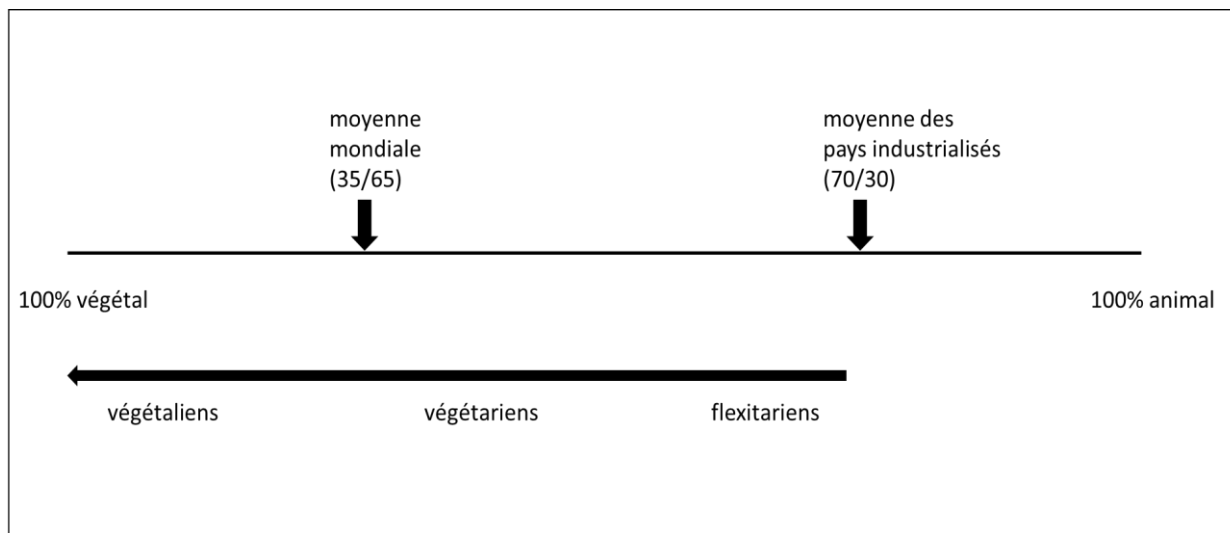 moyenne
mondiale
(35/65)
moyenne des
pays industrialisés
(70/30)
100% végétal
100% animal
végétaliens
végétariens
flexitariens